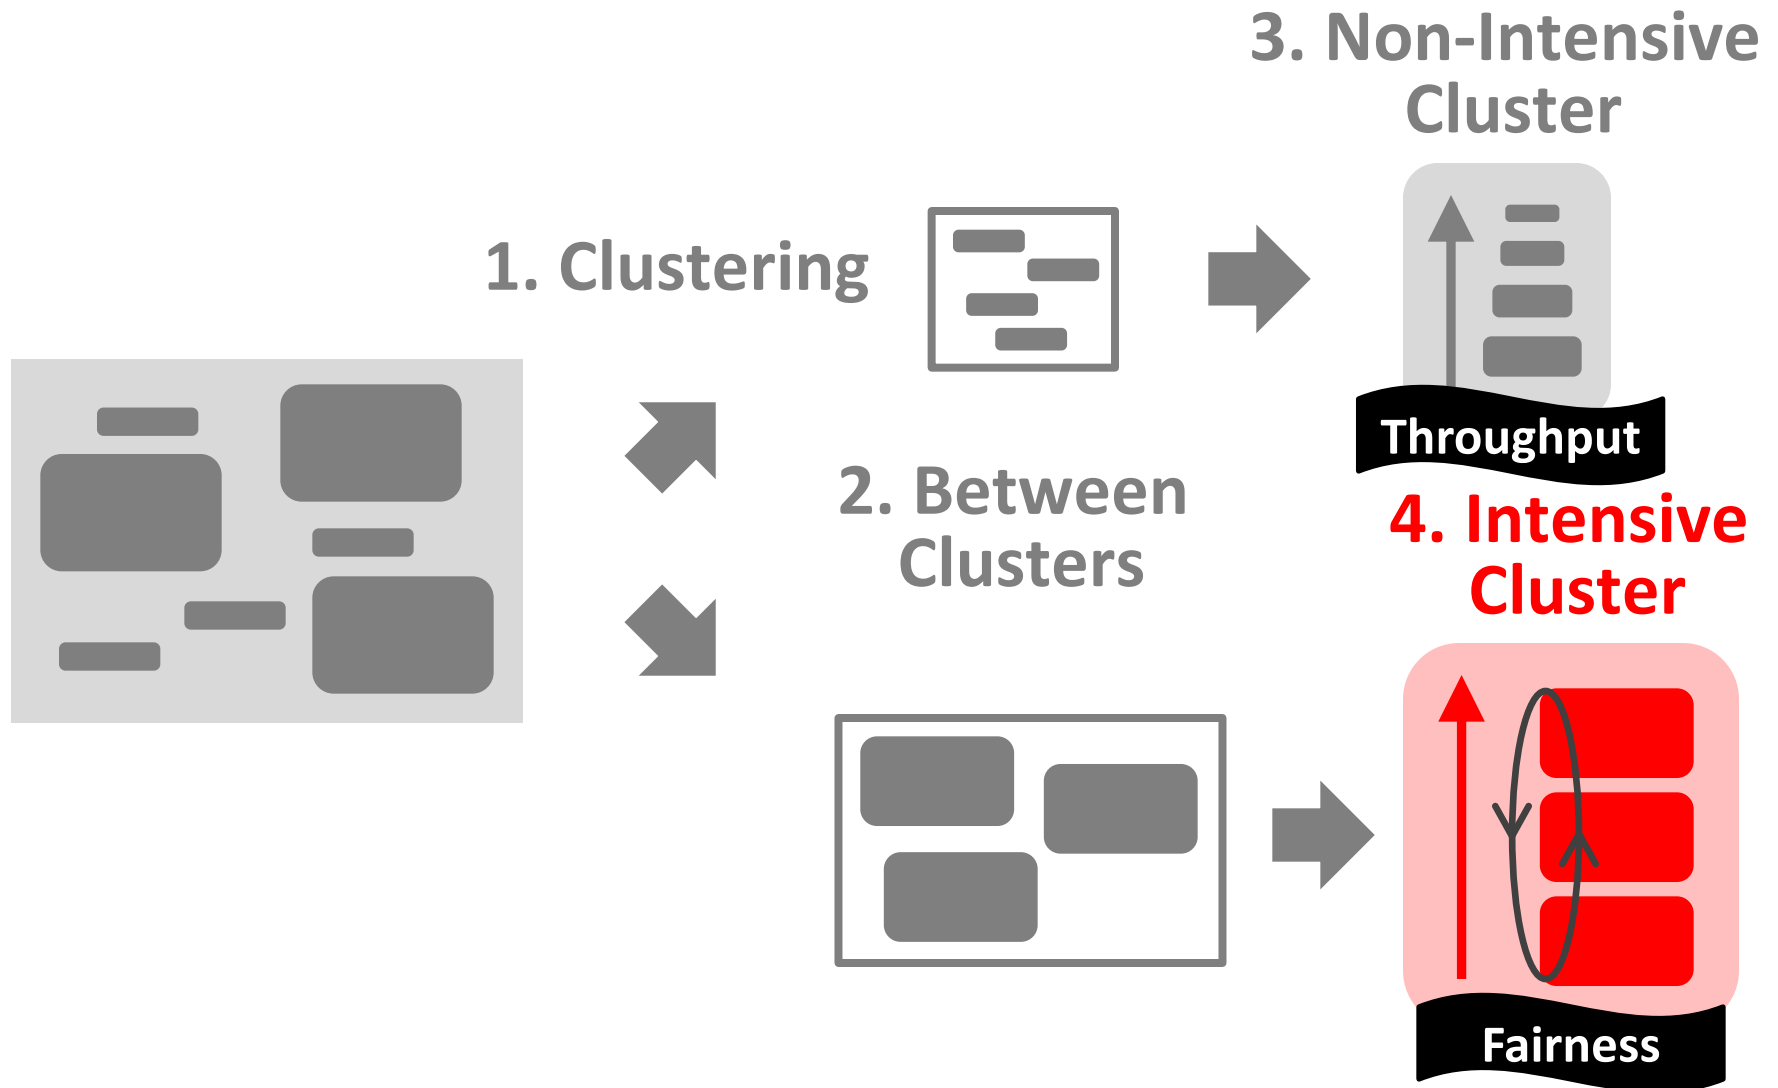 3. Non-Intensive
Cluster
1. Clustering
Throughput
2. Between
Clusters
4. Intensive
Cluster
Fairness